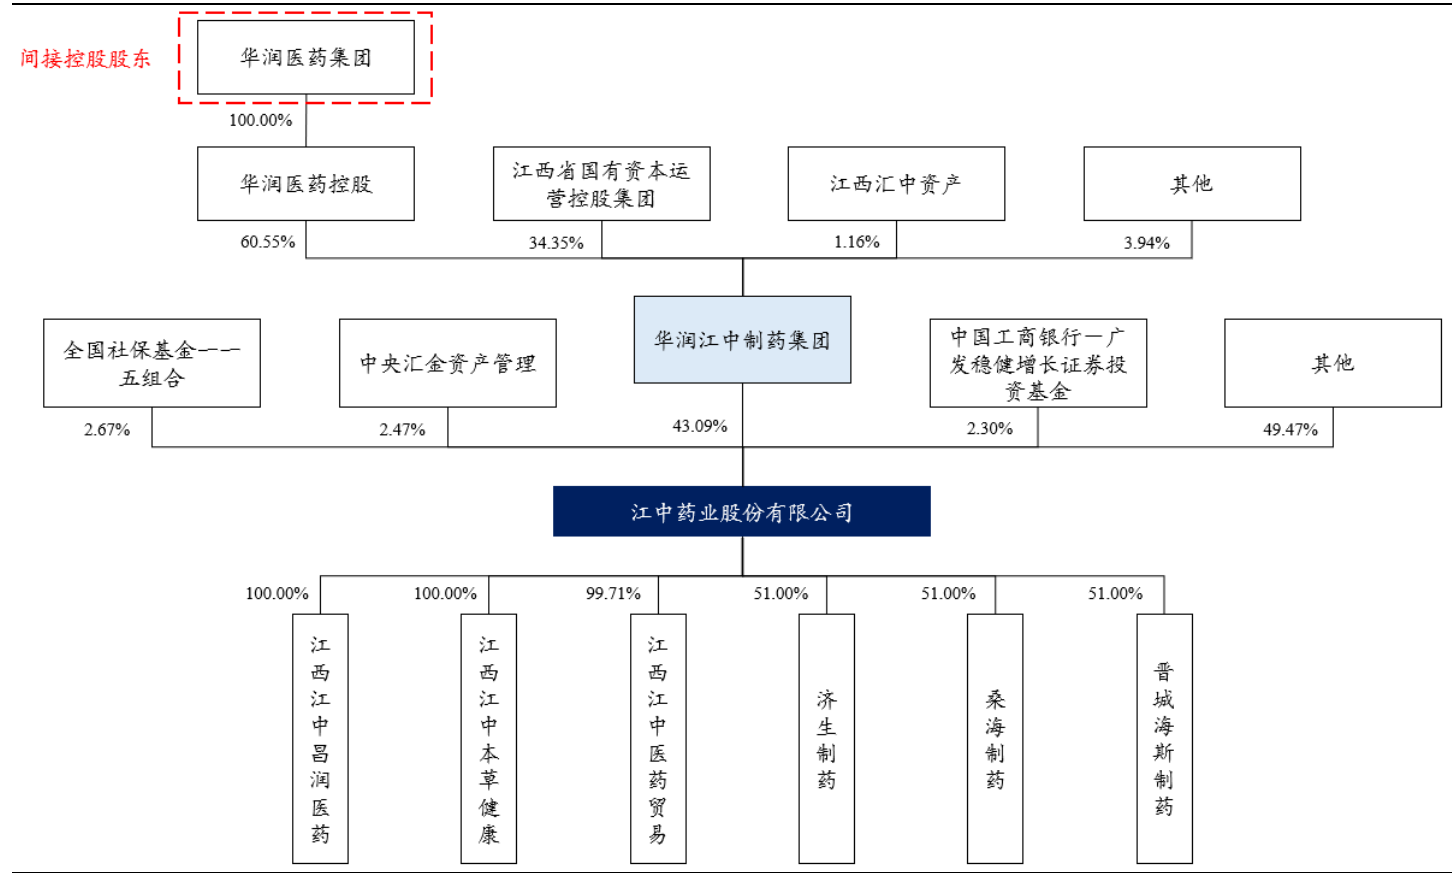 间接控股股东
华润医药集团
100.00%
华润医药控股
江西省国有资本运
营控股集团
江西汇中资产
其他
60.55%
34.35%
1.16%
3.94%
全国社保基金一一
五组合
中央汇金资产管理
华润江中制药集团
中国工商银行－广
发稳健增长证券投
资基金
其他
2.67%
2.47%
43.09%
2.30%
49.47%
江中药业股份有限公司
100.00%
100.00%
99.71%
51.00%
51.00%
51.00%
江西江中昌润医药
江西江中本草健康
江西江中医药贸易
济生制药
桑海制药
晋城海斯制药